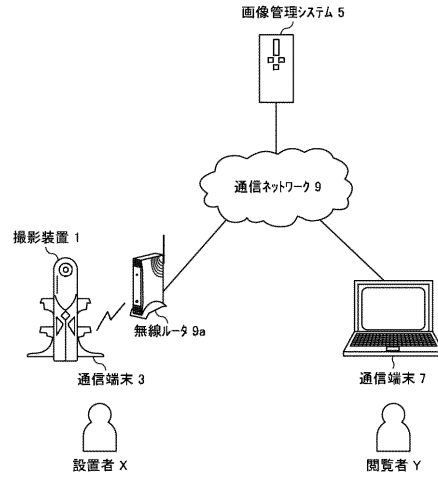 画像管理システム 5
通信ネットワーク 9
撮影装置 1
無線ルータ 9a
通信端末 3
通信端末 7
設置者 X
閲覧者 Y